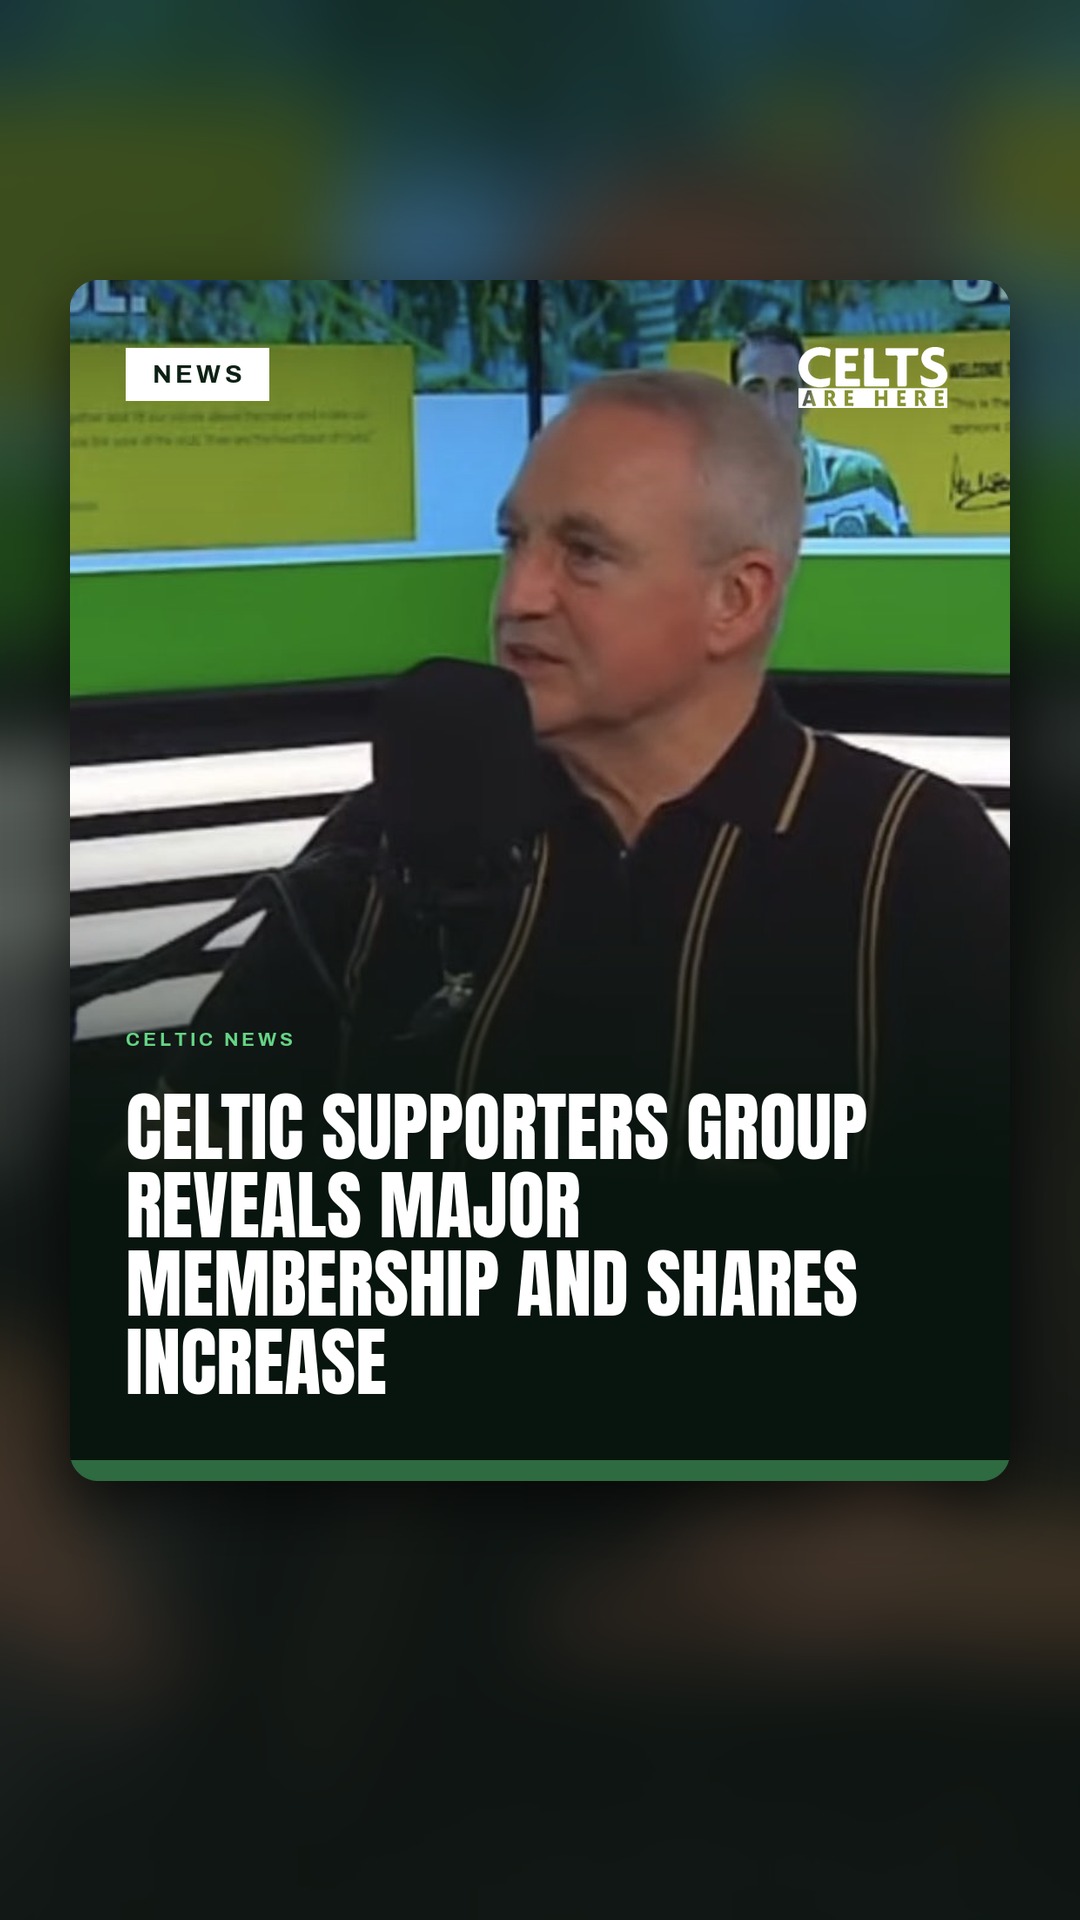 NEWS
CELTS
ARE HERE
CELTIC NEWS
CELTIC SUPPORTERS GROUP
REVEALS MAJOR
MEMBERSHIP AND SHARES
INCREASE